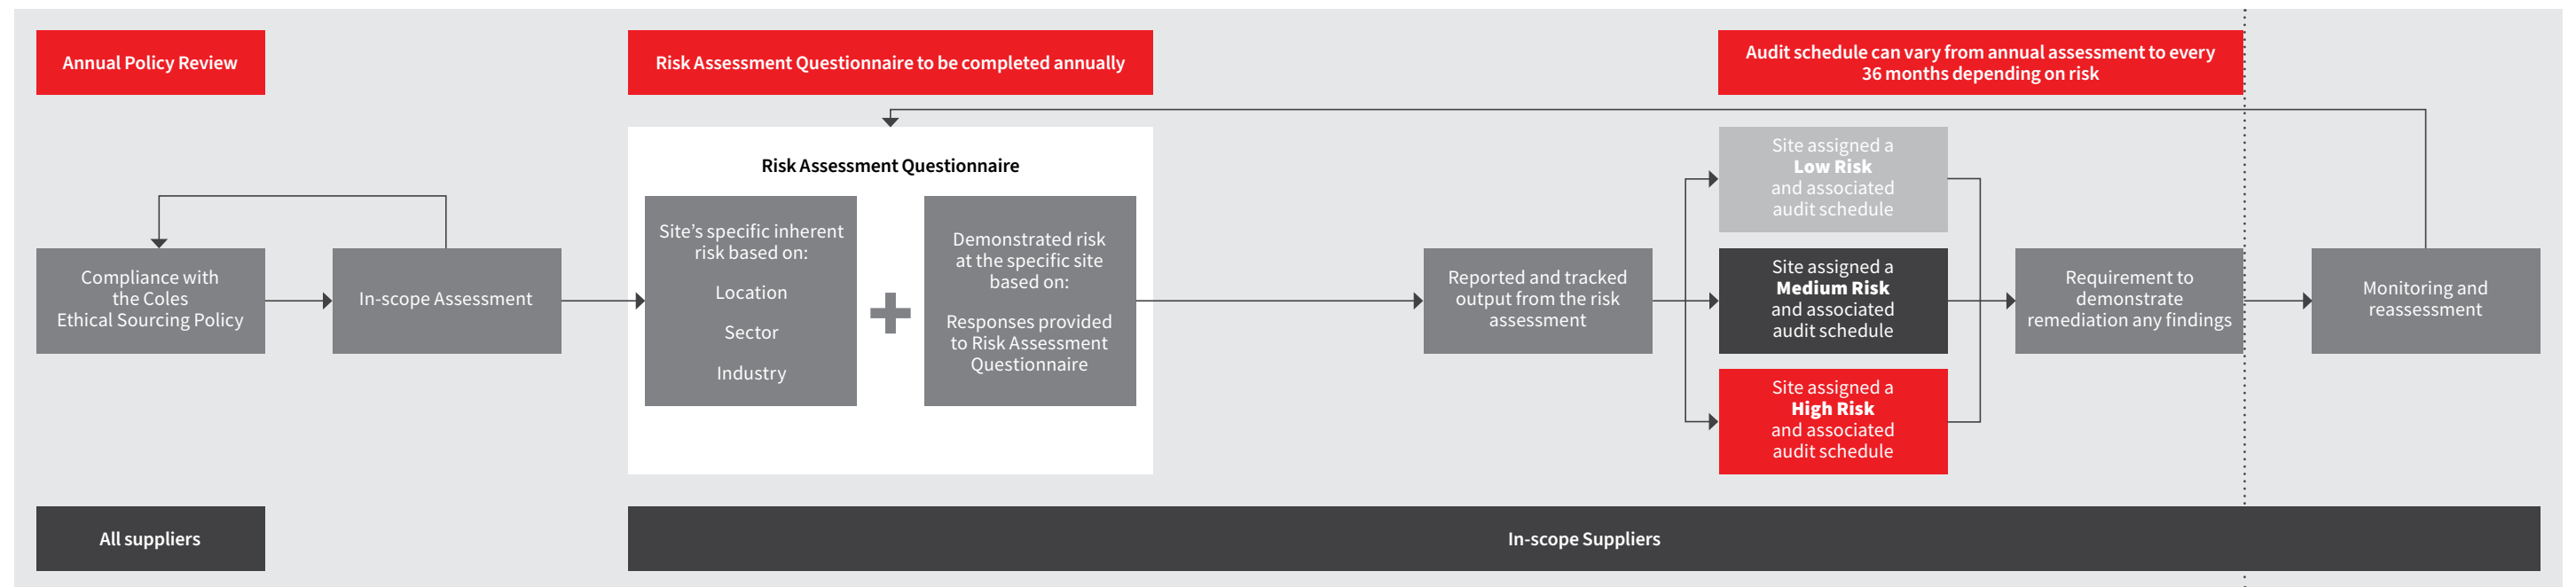 Annual Policy Review
Risk Assessment Questionnaire to be completed annually
Audit schedule can vary from annual assessment to every
36 months depending on risk
Compliance with
the Coles
Ethical Sourcing Policy
In-scope Assessment
Risk Assessment Questionnaire
Site’s specific inherent
risk based on:
Location
Sector
Industry
Demonstrated risk
at the specific site
based on:
Responses provided
to Risk Assessment
Questionnaire
Reported and tracked
output from the risk
assessment
Site assigned a
Low Risk
and associated
audit schedule
Site assigned a
Medium Risk
and associated
audit schedule
Site assigned a
High Risk
and associated
audit schedule
Requirement to
demonstrate
remediation any findings
Monitoring and
reassessment
All suppliers
In-scope Suppliers